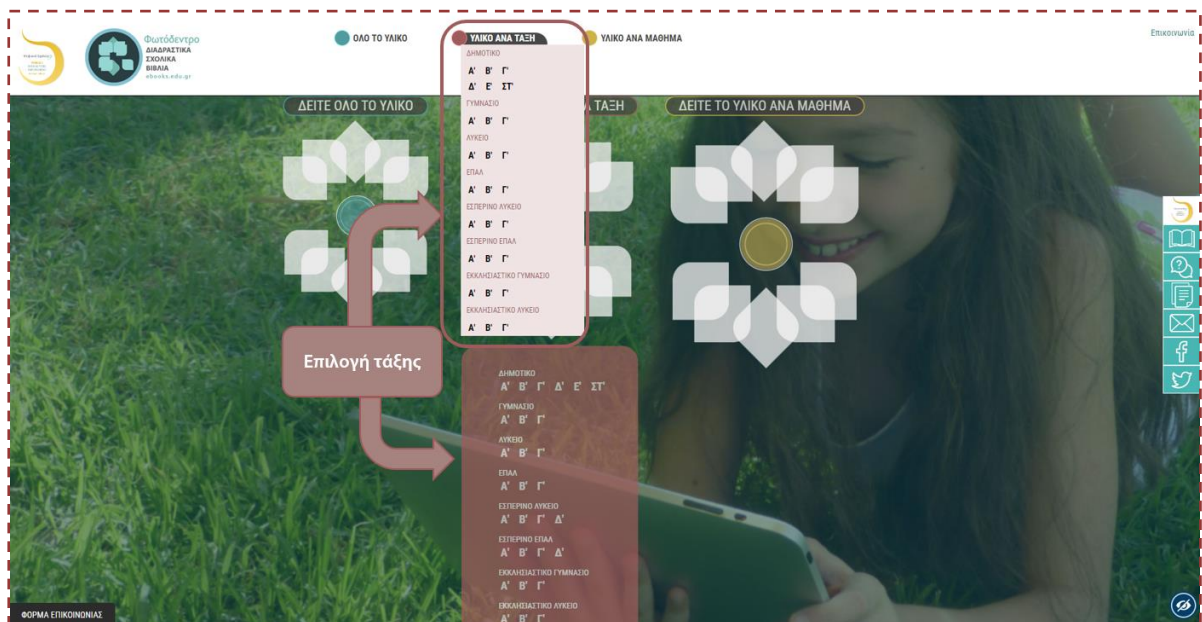 Φωτόδεντρο
ΔΙΑΔΡΑΣΤΙΚΑ
ΣΧΟΛΙΚΑ
ΒΙΒΛΙΑ
ebooks.edu.gr
ΟΛΟ ΤΟ ΥΛΙΚΟ
ΥΛΙΚΟ ΑΝΑ ΤΑΞΗ
ΥΛΙΚΟ ΑΝΑ ΜΑΘΗΜΑ
Επικοινωνία
ΔΗΜΟΤΙΚΟ
Α' Β' Γ'
Δ' Ε' ΣΤ'
ΓΥΜΝΑΣΙΟ
Α' Β' Γ'
ΛΥΚΕΙΟ
Α' Β' Γ'
ΕΠΑΛ
Α' Β' Γ'
ΕΣΠΕΡΙΝΟ ΛΥΚΕΙΟ
Α' Β' Γ'
ΕΣΠΕΡΙΝΟ ΕΠΑΛ
Α' Β' Γ'
ΕΚΚΛΗΣΙΑΣΤΙΚΟ ΓΥΜΝΑΣΙΟ
Α' Β' Γ'
ΕΚΚΛΗΣΙΑΣΤΙΚΟ ΛΥΚΕΙΟ
Α' Β' Γ'
ΔΕΙΤΕ ΟΛΟ ΤΟ ΥΛΙΚΟ
ΤΑΞΗ
ΔΕΙΤΕ ΤΟ ΥΛΙΚΟ ΑΝΑ ΜΑΘΗΜΑ
Επιλογή τάξης
ΔΗΜΟΤΙΚΟ
Α' Β' Γ' Δ' Ε' ΣΤ'
ΓΥΜΝΑΣΙΟ
Α' Β' Γ'
ΛΥΚΕΙΟ
Α' Β' Γ'
ΕΠΑΛ
Α' Β' Γ'
ΕΣΠΕΡΙΝΟ ΛΥΚΕΙΟ
Α' Β' Γ' Δ'
ΕΣΠΕΡΙΝΟ ΕΠΑΛ
Α' Β' Γ' Δ'
ΕΚΚΛΗΣΙΑΣΤΙΚΟ ΓΥΜΝΑΣΙΟ
Α' Β' Γ'
ΕΚΚΛΗΣΙΑΣΤΙΚΟ ΛΥΚΕΙΟ
Α' Β' Γ'
ΦΟΡΜΑ ΕΠΙΚΟΙΝΩΝΙΑΣ